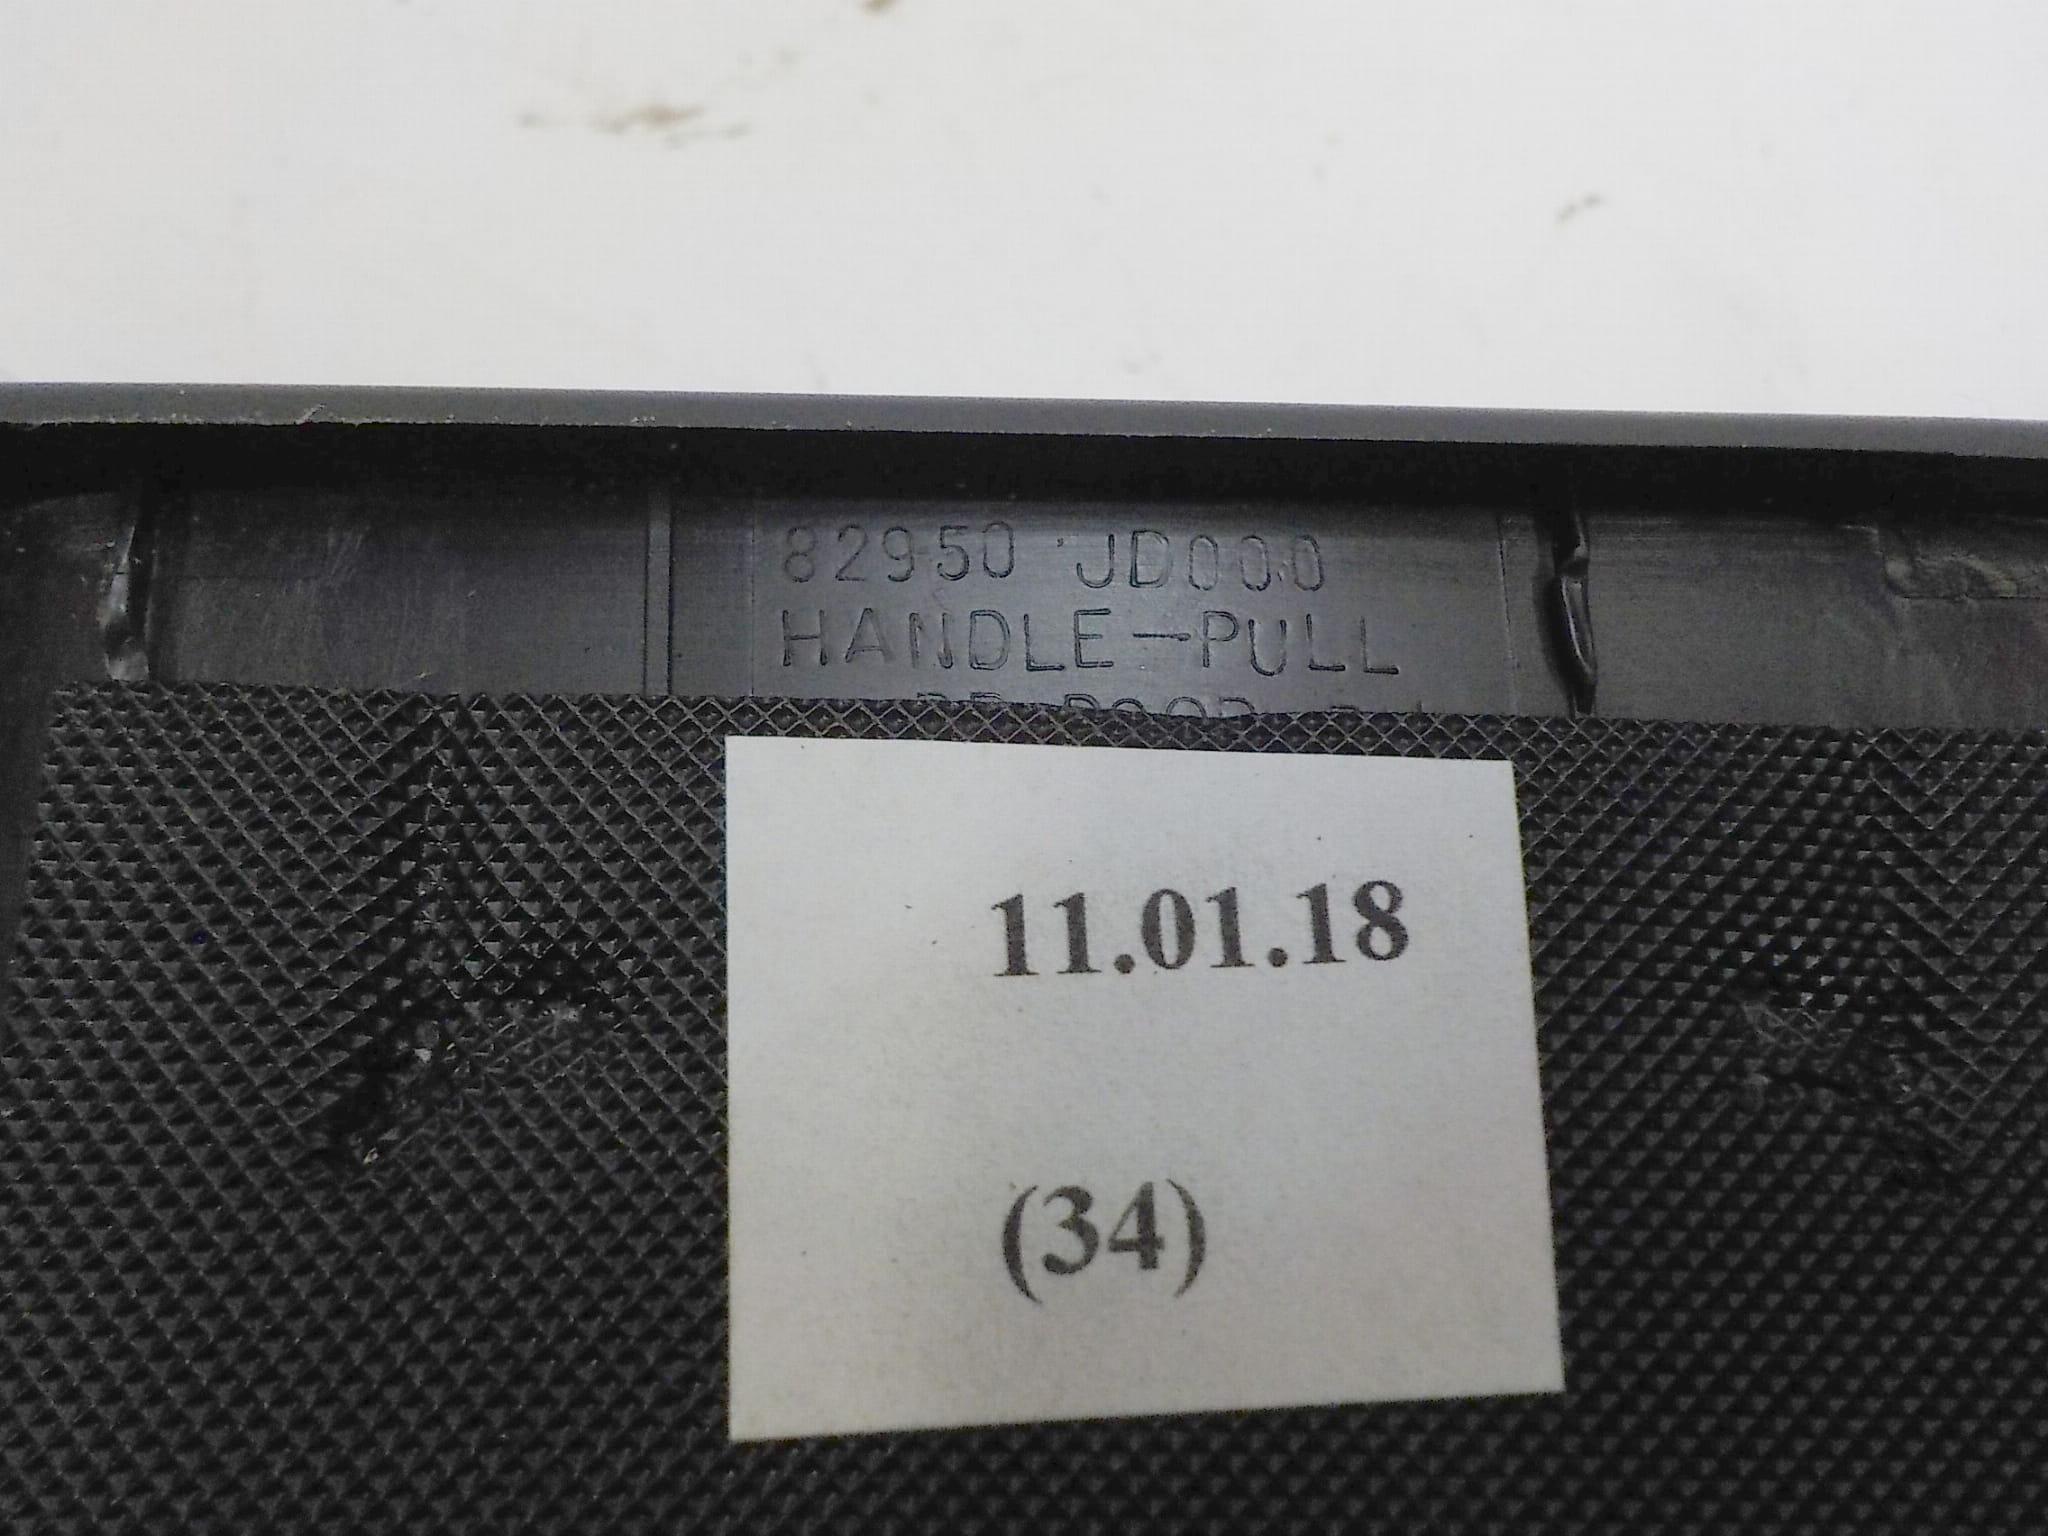 82950 JD000
HANDLE-PULL
11.01.18
(34)